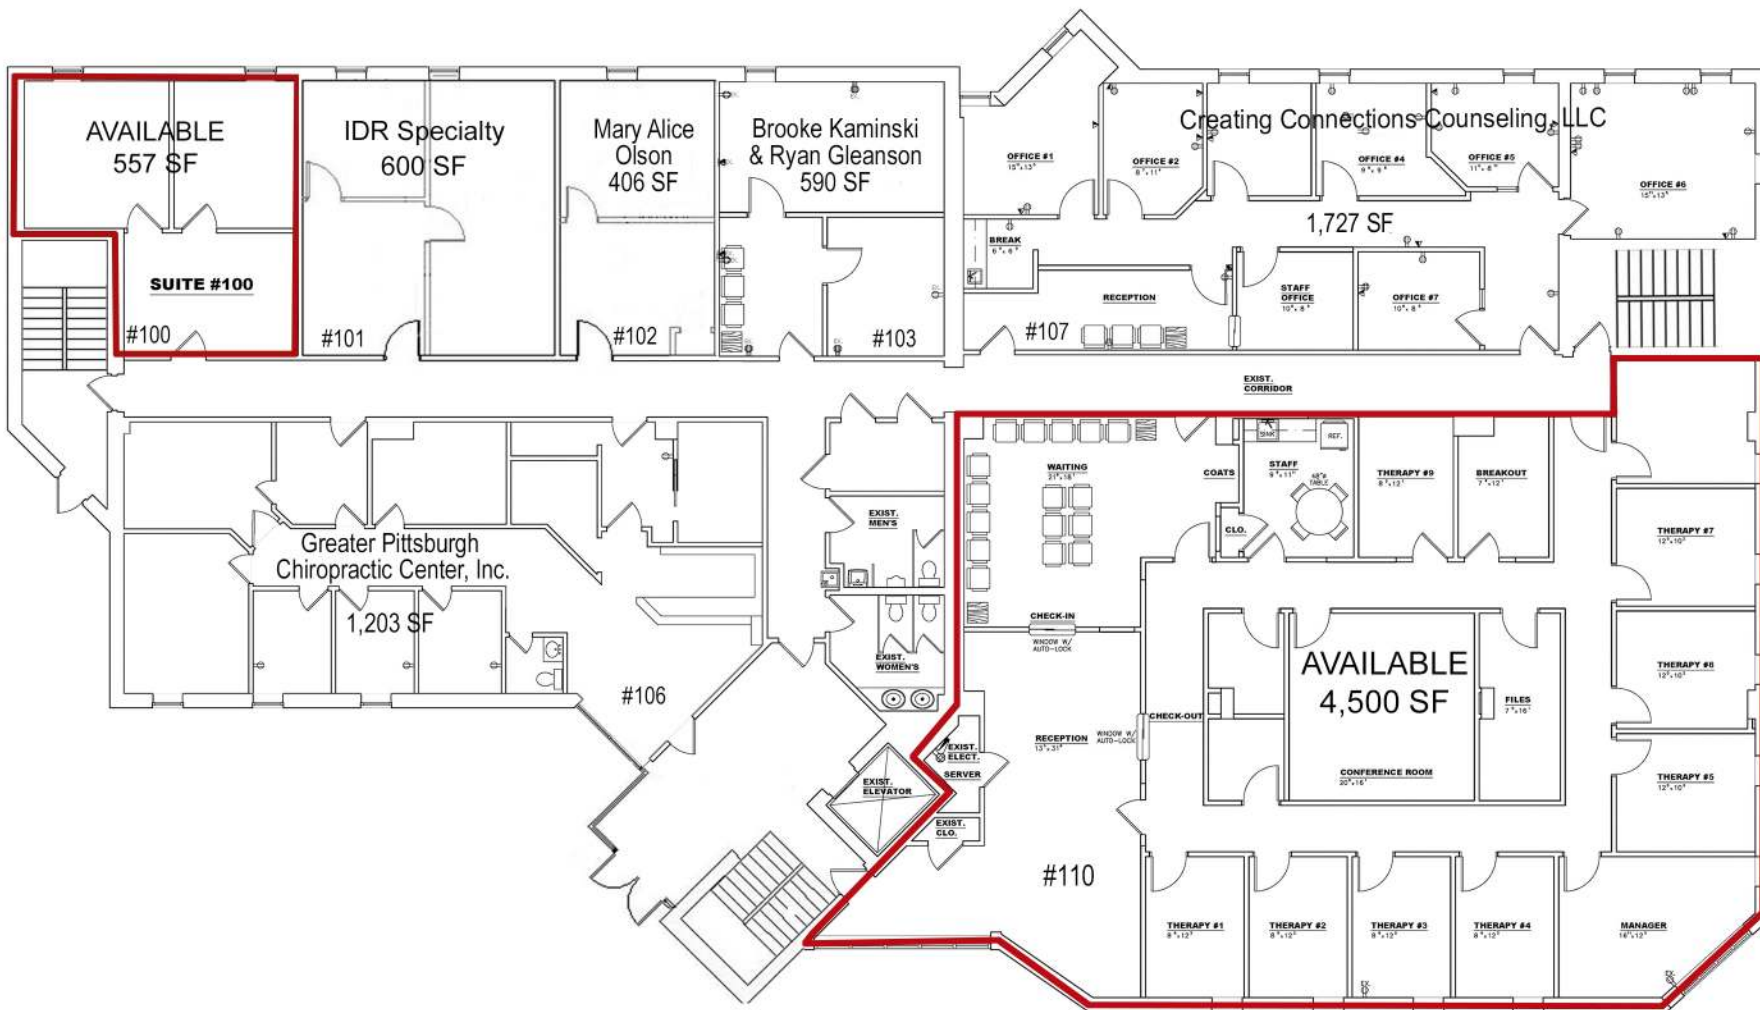 AVAILABLE
557 SF
SUITE #100
#100
IDR Specialty
600 SF
#101
Mary Alice
Olson
406 SF
#102
Brooke Kaminski
& Ryan Gleanson
590 SF
#103
Creating Connections Counseling, LLC
1,727 SF
OFFICE #1
OFFICE #2
OFFICE #4
OFFICE #5
OFFICE #6
BREAK
RECEPTION
STAFF
OFFICE
OFFICE #7
#107
EXIST.
CORRIDOR
Greater Pittsburgh
Chiropractic Center, Inc.
1,203 SF
#106
EXIST.
MEN'S
EXIST.
WOMEN'S
EXIST.
ELEVATOR
EXIST.
ELECT.
SERVER
EXIST.
CLO.
WAITING
COATS
STAFF
SINK
REF.
48"ø
TABLE
CLO.
THERAPY #9
BREAKOUT
THERAPY #7
CHECK-IN
WINDOW W/
AUTO-LOCK
AVAILABLE
4,500 SF
THERAPY #6
FILES
CHECK-OUT
WINDOW W/
AUTO-LOCK
RECEPTION
CONFERENCE ROOM
THERAPY #5
#110
THERAPY #1
THERAPY #2
THERAPY #3
THERAPY #4
MANAGER